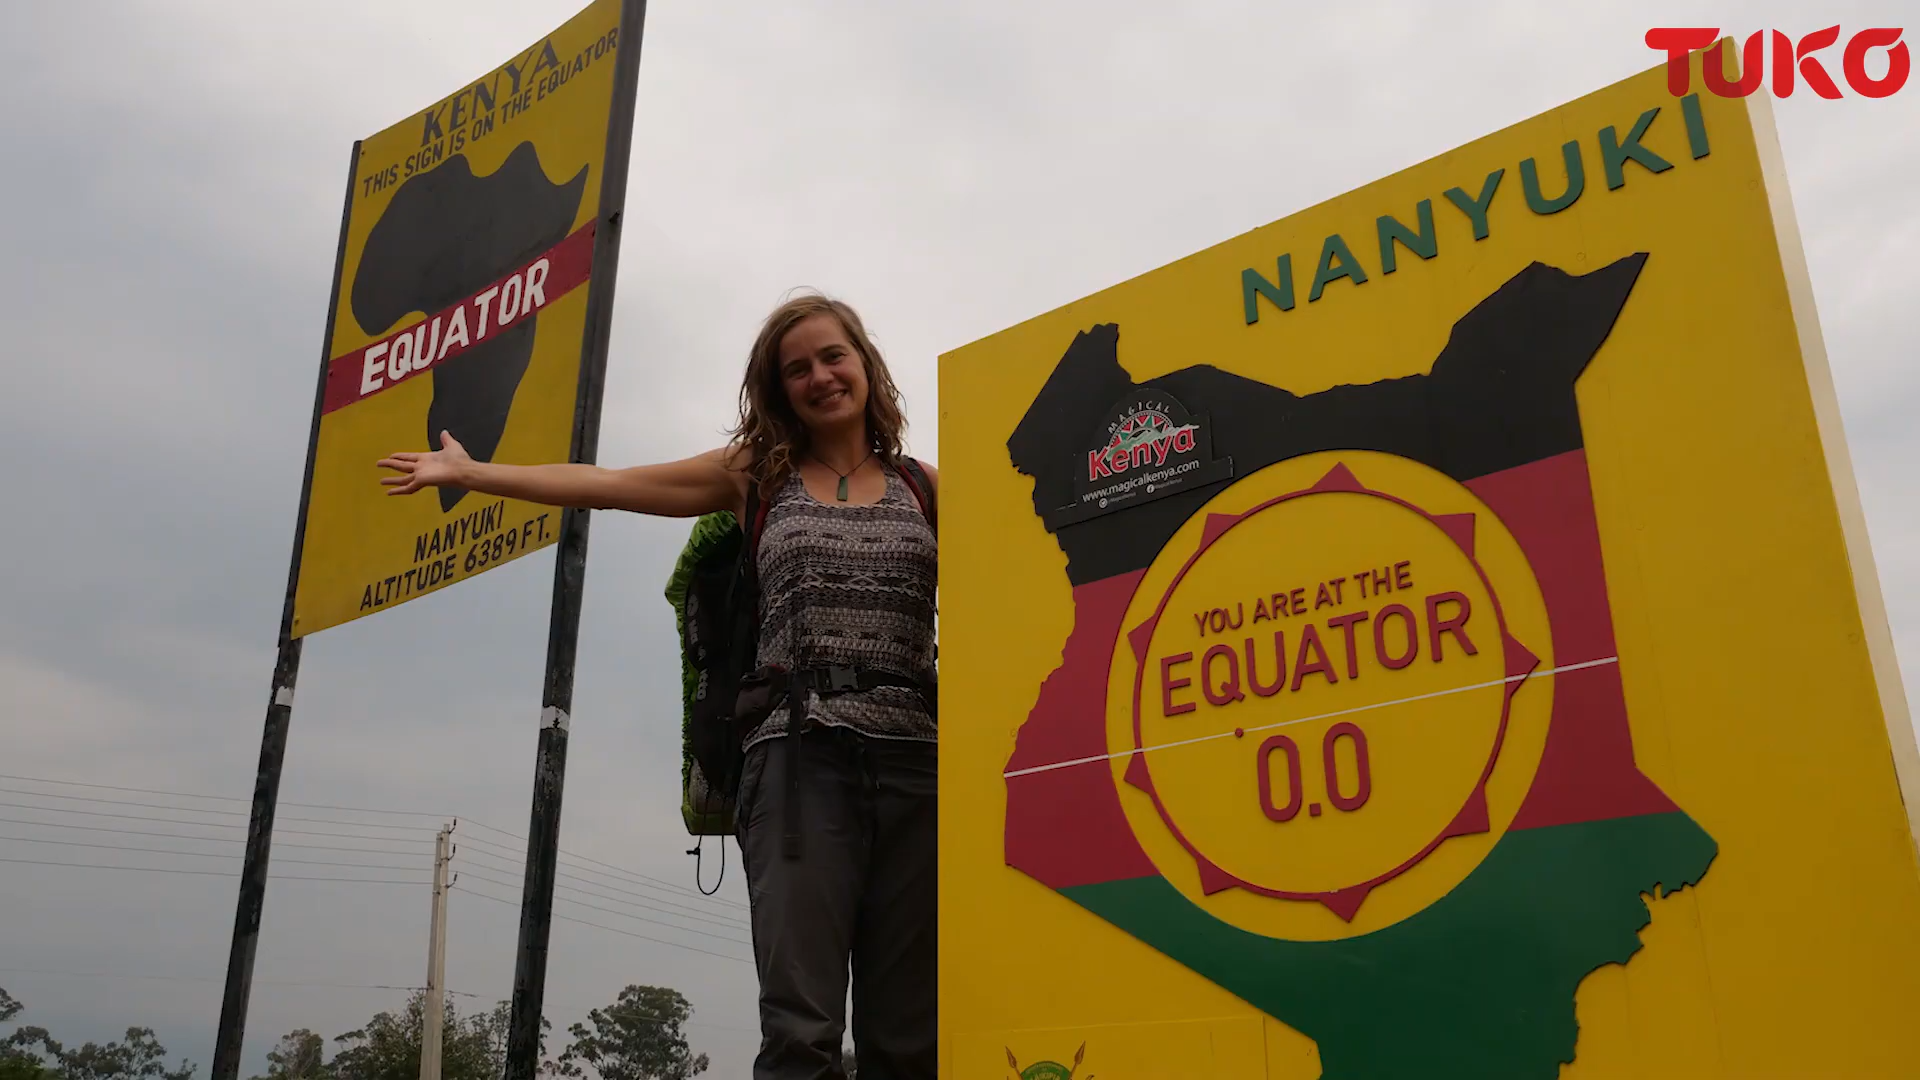 TUKO
KENYA
THIS SIGN IS ON THE EQUATOR
EQUATOR
NANYUKI
ALTITUDE 6389 FT.
NANYUKI
MAGICAL
Kenya
www.magicalkenya.com
YOU ARE AT THE
EQUATOR
0.0